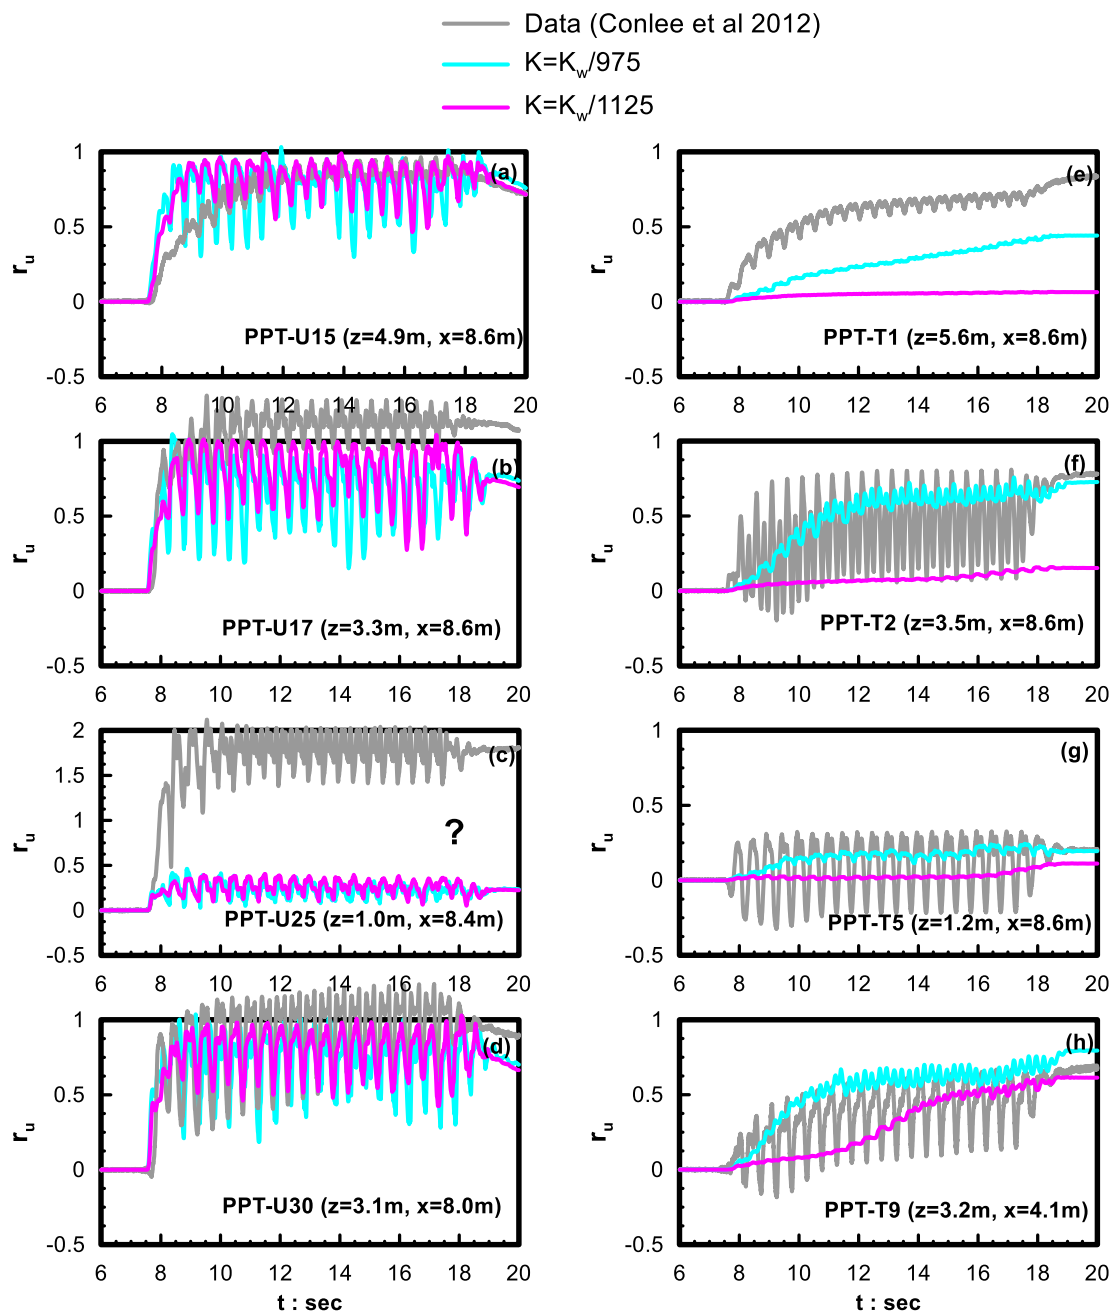 Data (Conlee et al 2012)
K=Kw/975
K=Kw/1125
1
0.5
0
-0.5
ru
(a)
PPT-U15 (z=4.9m, x=8.6m)
6 8 10 12 14 16 18 20
1
0.5
0
-0.5
ru
(e)
PPT-T1 (z=5.6m, x=8.6m)
6 8 10 12 14 16 18 20
1
0.5
0
-0.5
ru
(b)
PPT-U17 (z=3.3m, x=8.6m)
6 8 10 12 14 16 18 20
1
0.5
0
-0.5
ru
(f)
PPT-T2 (z=3.5m, x=8.6m)
6 8 10 12 14 16 18 20
2
1.5
1
0.5
0
-0.5
ru
(c)
?
PPT-U25 (z=1.0m, x=8.4m)
6 8 10 12 14 16 18 20
1
0.5
0
-0.5
ru
(g)
PPT-T5 (z=1.2m, x=8.6m)
6 8 10 12 14 16 18 20
1
0.5
0
-0.5
ru
(d)
PPT-U30 (z=3.1m, x=8.0m)
6 8 10 12 14 16 18 20
t : sec
1
0.5
0
-0.5
ru
(h)
PPT-T9 (z=3.2m, x=4.1m)
6 8 10 12 14 16 18 20
t : sec